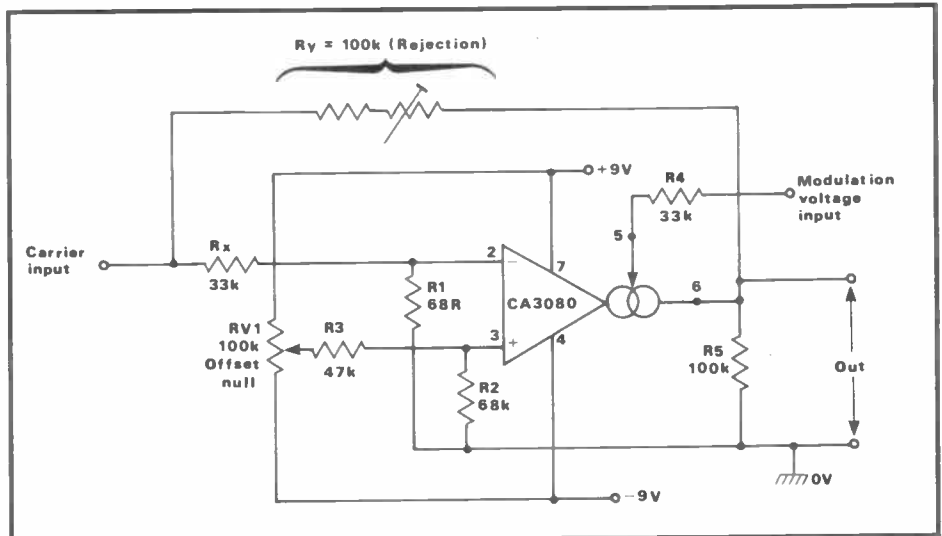 Ry = 100k (Rejection)
+9V
R4
33k
Modulation
voltage
input
5
Carrier
input
Rx
33k
2
−
7
R1
68R
CA3080
6
RV1
100k
Offset
null
R3
47k
3
+
4
R2
68k
R5
100k
Out
0V
−9V